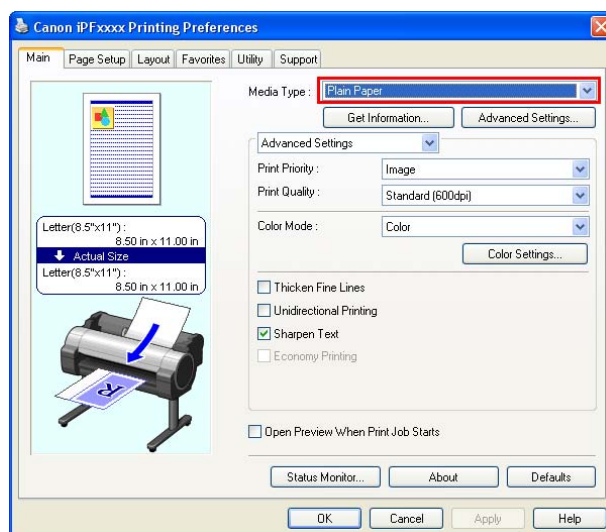 Canon iPFxxxx Printing Preferences
Main Page Setup Layout Favorites Utility Support
Media Type : Plain Paper
Get Information... Advanced Settings...
Advanced Settings
Print Priority : Image
Print Quality : Standard (600dpi)
Color Mode : Color
Color Settings...
Letter(8.5"x11") :
8.50 in x 11.00 in
Actual Size
Letter(8.5"x11") :
8.50 in x 11.00 in
Thicken Fine Lines
Unidirectional Printing
Sharpen Text
Economy Printing
Open Preview When Print Job Starts
Status Monitor... About Defaults
OK Cancel Apply Help